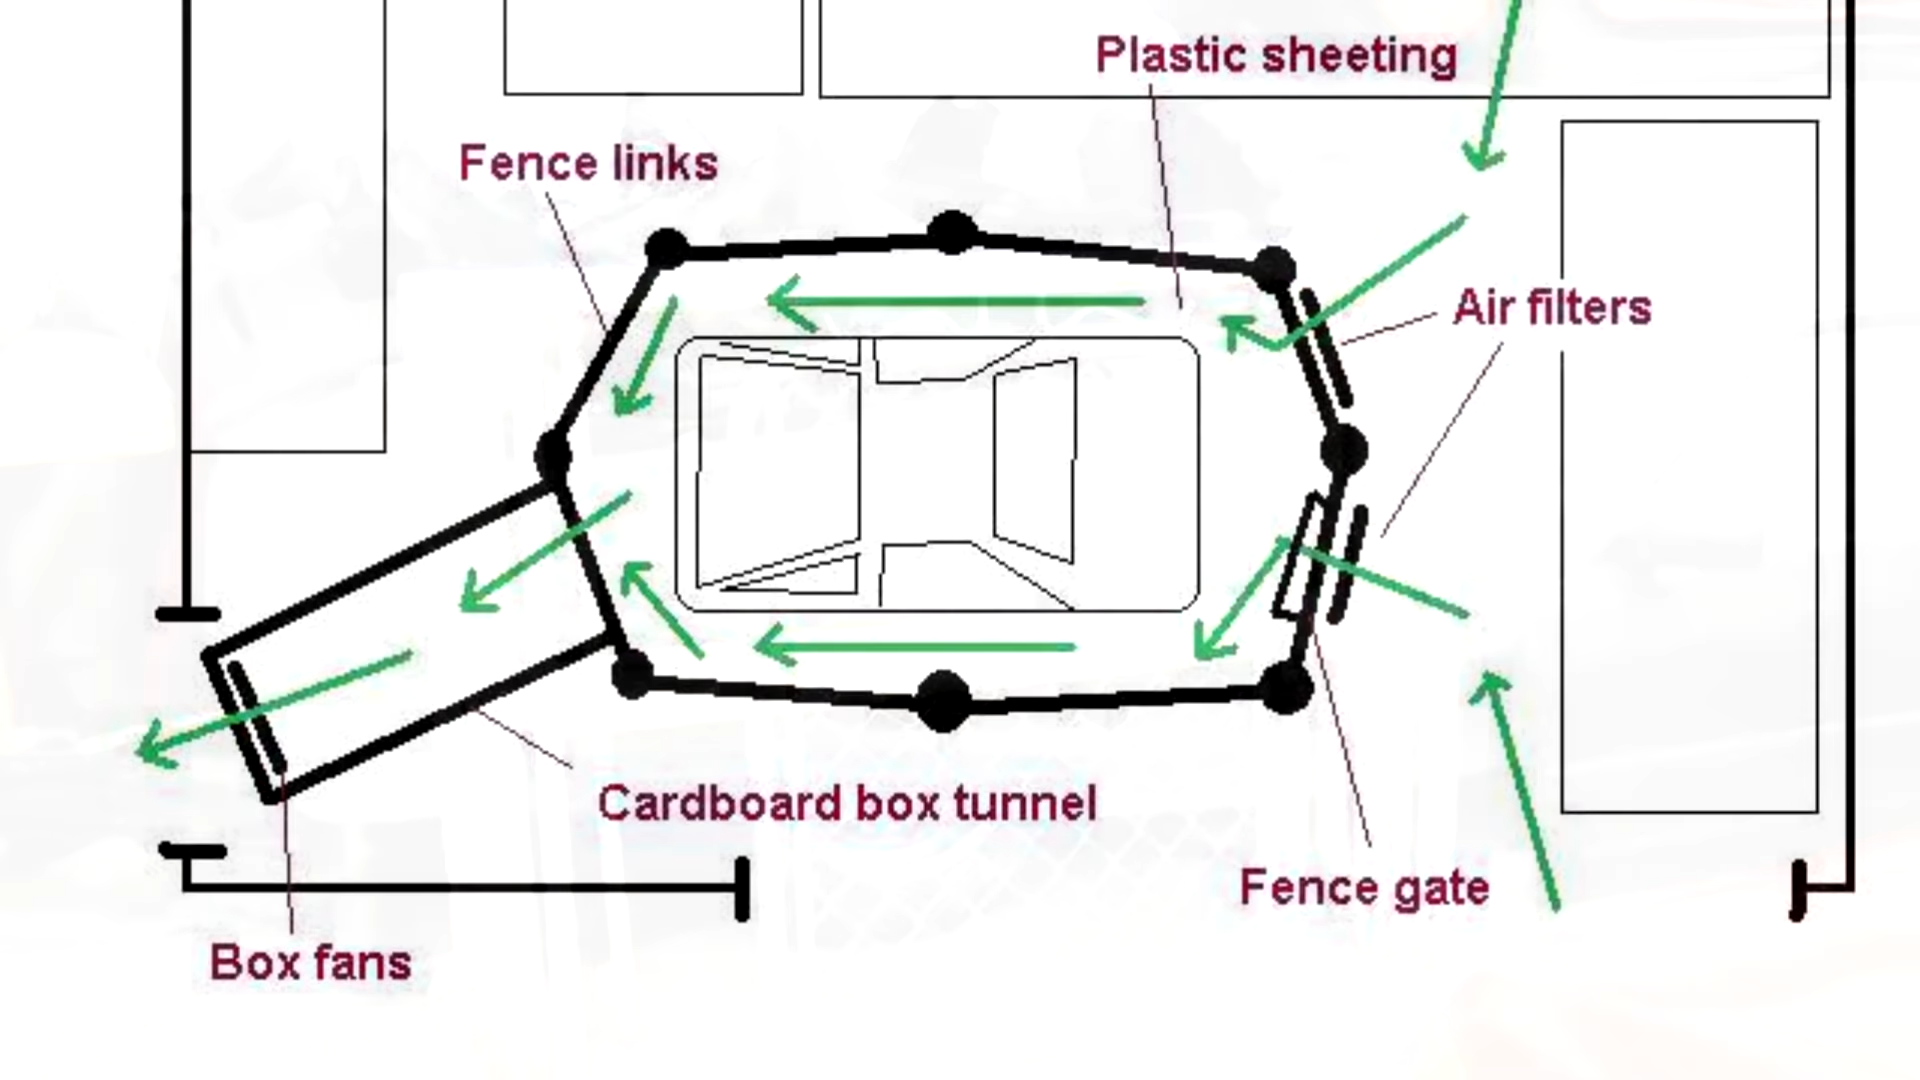 Plastic sheeting
Fence links
Air filters
Cardboard box tunnel
Fence gate
Box fans